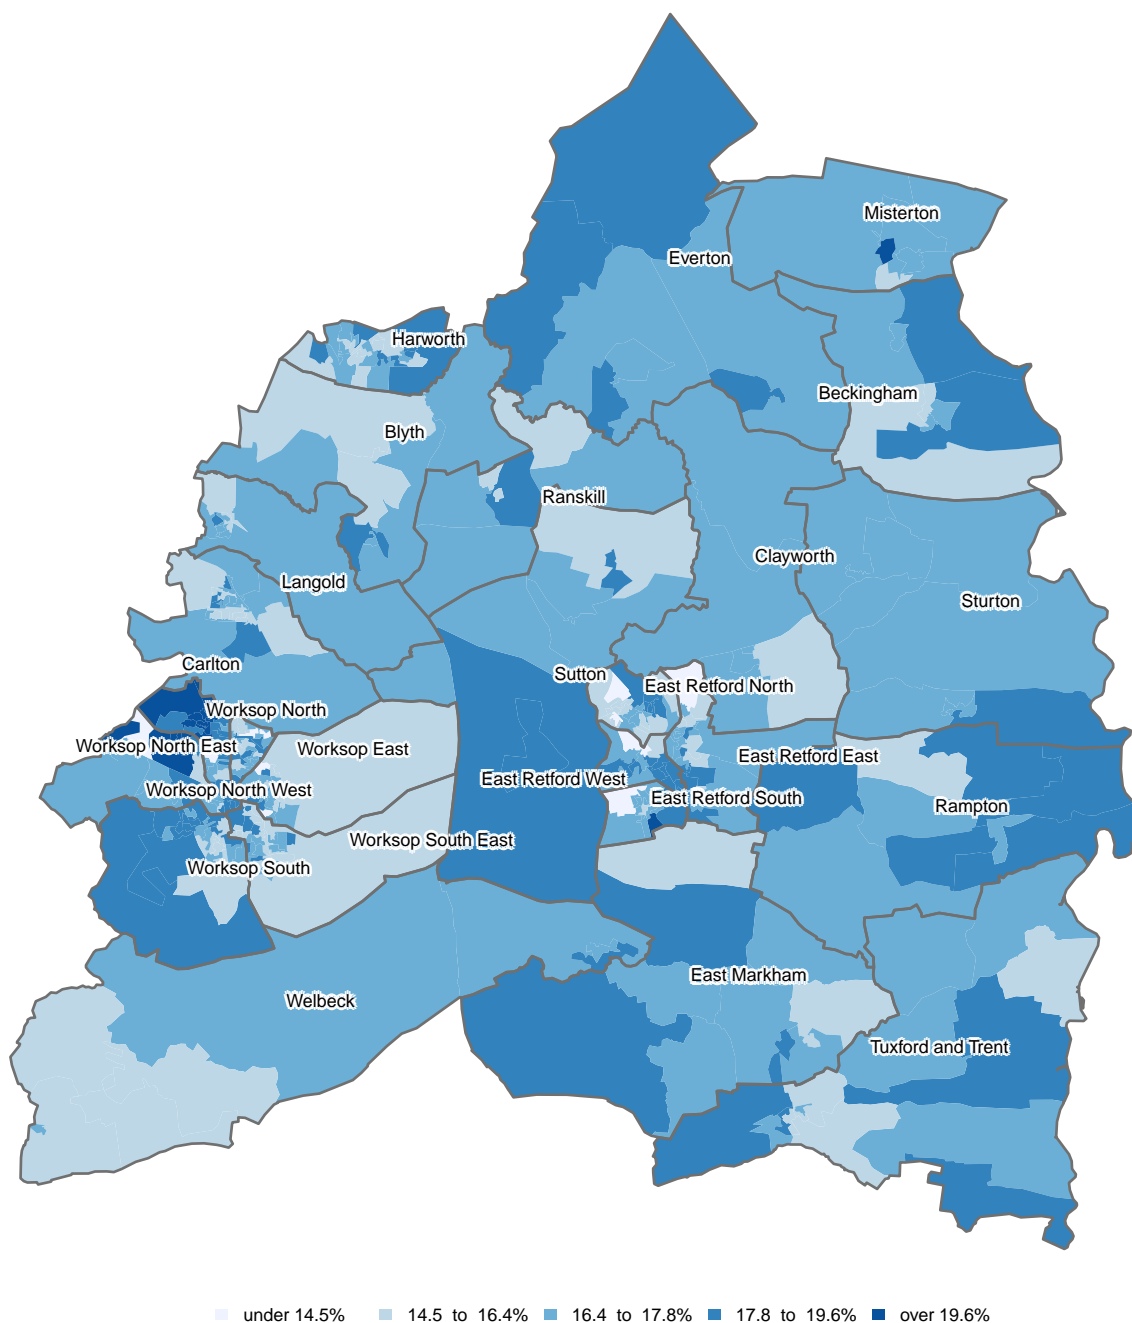 Misterton
Everton
Harworth
Beckingham
Blyth
Ranskill
Clayworth
Langold
Sturton
Carlton
Sutton
East Retford North
Worksop North
Worksop North East
Worksop East
East Retford East
East Retford West
Worksop North West
East Retford South
Rampton
Worksop South East
Worksop South
East Markham
Welbeck
Tuxford and Trent
under 14.5% 14.5 to 16.4% 16.4 to 17.8% 17.8 to 19.6% over 19.6%